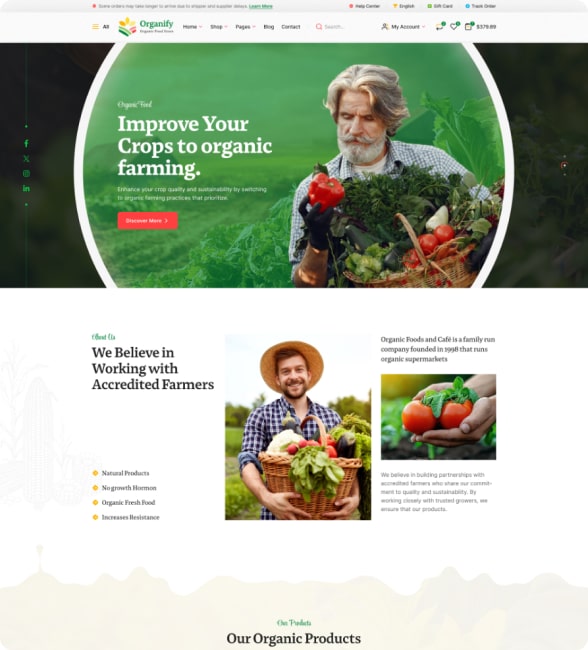 Some orders may take longer to arrive due to shipper and supplier delays. Learn More
Help Center
English
Gift Card
Track Order
All
Organify
Organic Food Store
Home
Shop
Pages
Blog
Contact
Search...
My Account
$379.69
Organic Food
Improve Your
Crops to organic
farming.
Enhance your crop quality and sustainability by switching
to organic farming practices that prioritize.
Discover More
About Us
We Believe in
Working with
Accredited Farmers
Natural Products
No growth Hormon
Organic Fresh Food
Increases Resistance
Organic Foods and Café is a family run
company founded in 1998 that runs
organic supermarkets
We believe in building partnerships with
accredited farmers who share our commit-
ment to quality and sustainability. By
working closely with trusted growers, we
ensure that our products.
Our Products
Our Organic Products